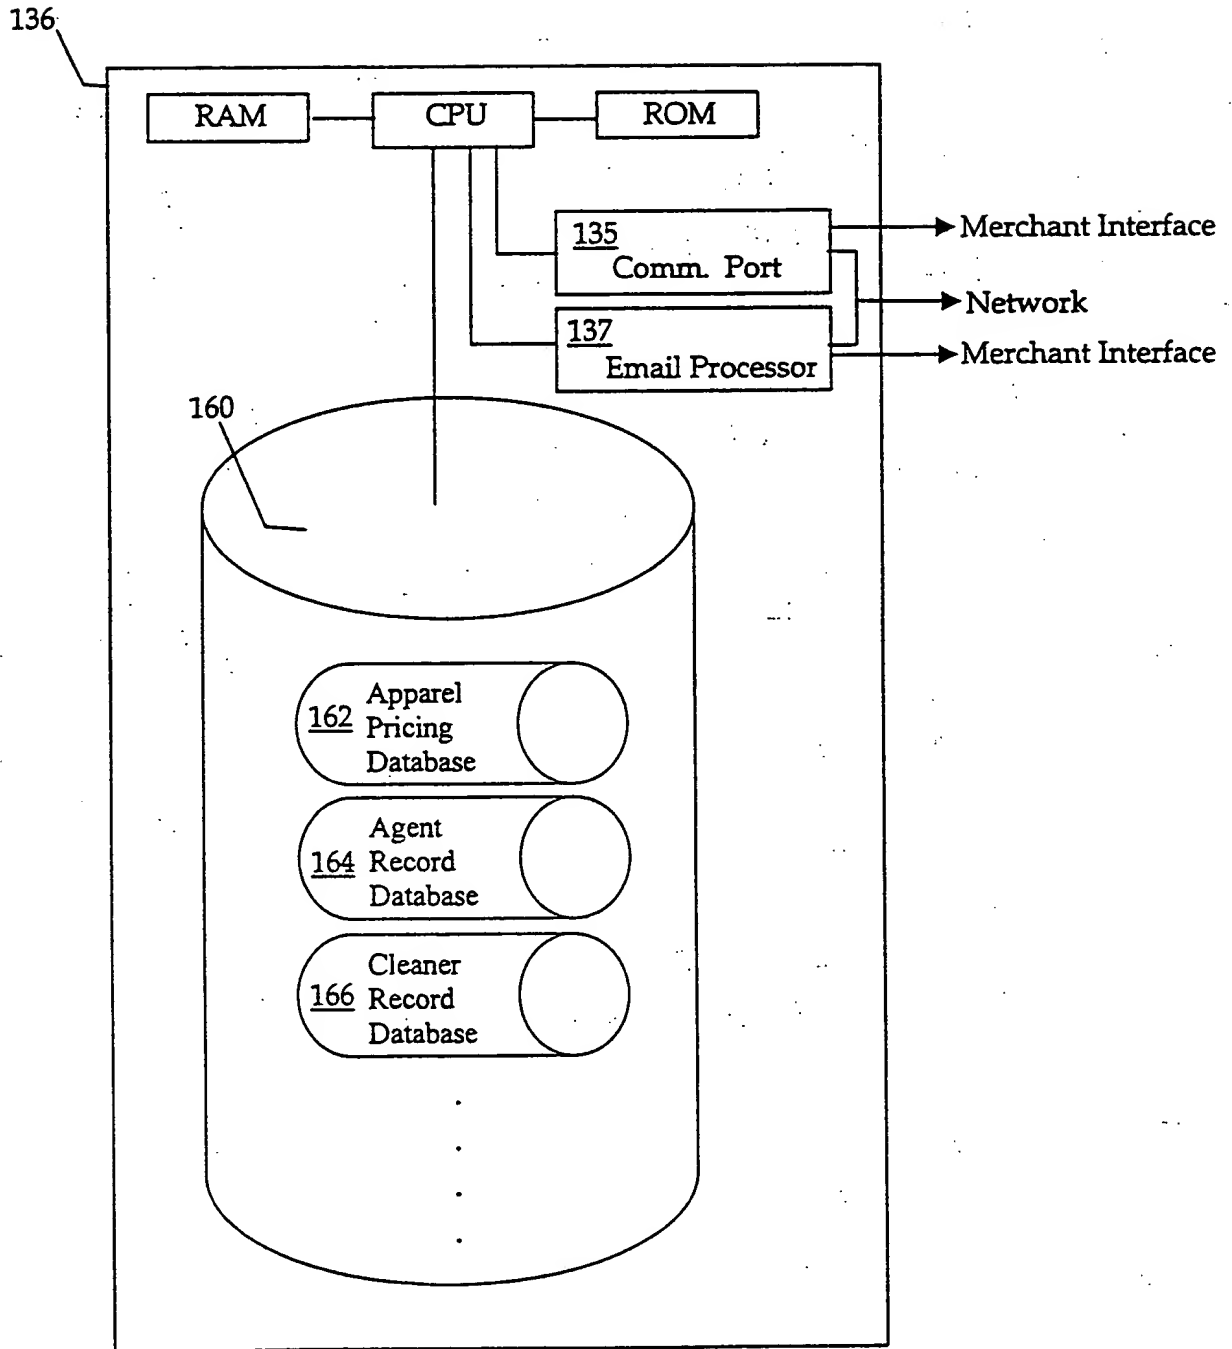 136
RAM
CPU
ROM
135
Comm. Port
Merchant Interface
Network
137
Email Processor
Merchant Interface
160
162
Apparel
Pricing
Database
164
Agent
Record
Database
166
Cleaner
Record
Database